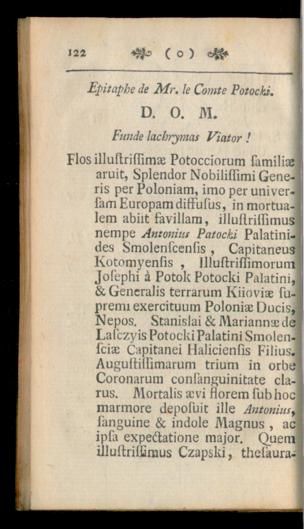 122 ( o )
Epitaphe de Mr. le Comte Potocki.
D. O. M.
Funde lachrymas Viator !
Flos illuſtriſſimæ Potocciorum familiæ
aruit, Splendor Nobiliſſimi Gene-
ris per Poloniam, imo per univer-
ſam Europam diffuſus, in mortua-
lem abiit favillam, illuſtriſſimus
nempe Antonius Patocki Palatini-
des Smolenſcenſis , Capitaneus
Kotomyenſis , Illuſtriſſimorum
Joſephi à Potok Potocki Palatini,
& Generalis terrarum Kiioviæ ſu-
premi exercituum Poloniæ Ducis,
Nepos. Stanislai & Mariannæ de
Laſczyis Potocki Palatini Smolen-
ſciæ Capitanei Halicienſis Filius.
Auguſtiſſimarum trium in orbe
Coronarum conſanguinitate cla-
rus. Mortalis ævi florem ſub hoc
marmore depoſuit ille Antonius,
ſanguine & indole Magnus , ac
ipſa expectatione major. Quem
illuſtriſſimus Czapski, theſaura-